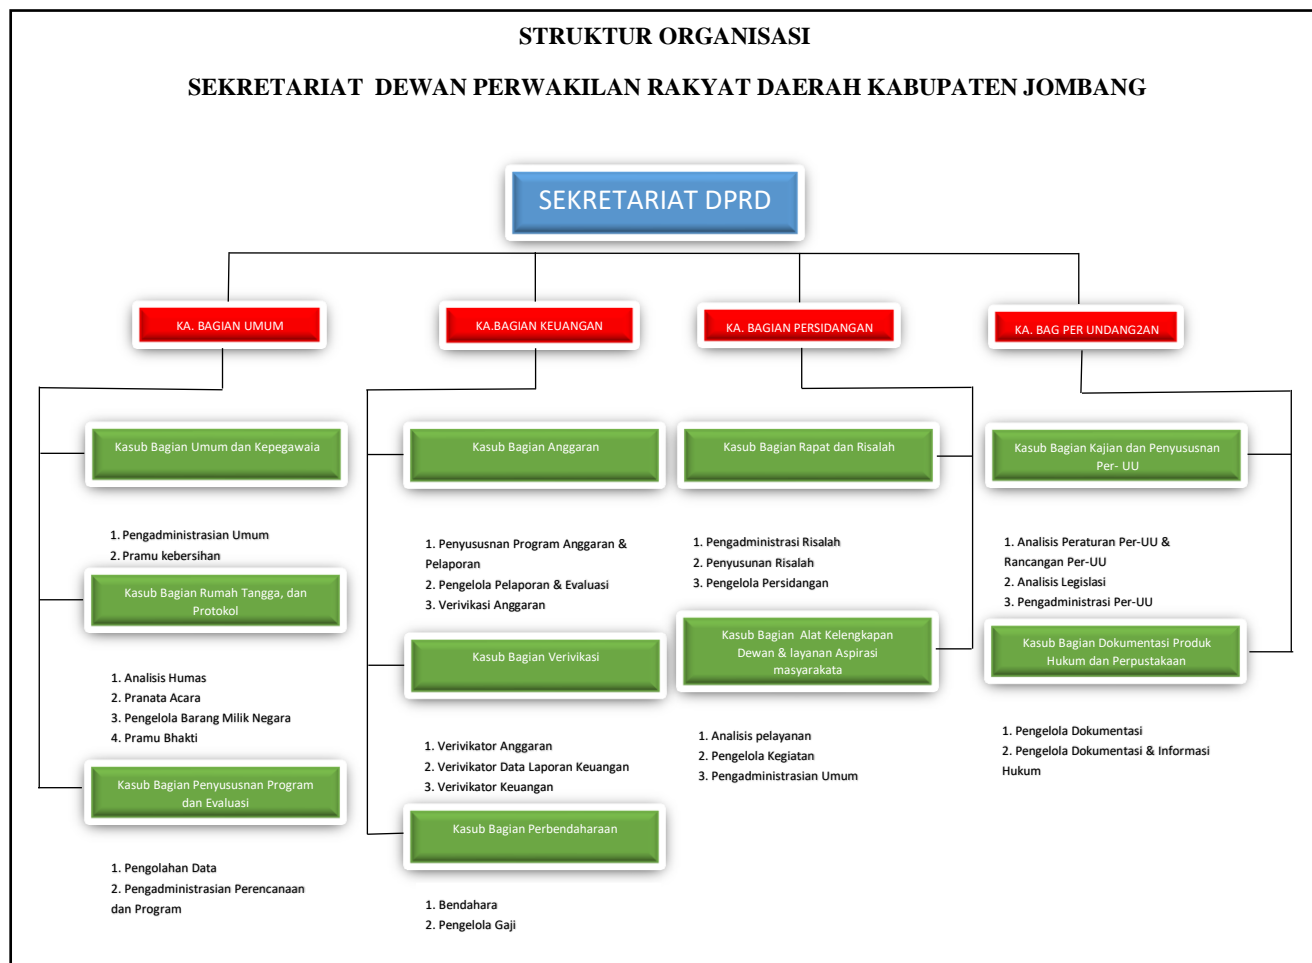 STRUKTUR ORGANISASI
SEKRETARIAT DEWAN PERWAKILAN RAKYAT DAERAH KABUPATEN JOMBANG
SEKRETARIAT DPRD
KA. BAGIAN UMUM
KA.BAGIAN KEUANGAN
KA. BAGIAN PERSIDANGAN
KA. BAG PER UNDANG2AN
Kasub Bagian Umum dan Kepegawaia
1. Pengadministrasian Umum
2. Pramu kebersihan
Kasub Bagian Rumah Tangga, dan
Protokol
1. Analisis Humas
2. Pranata Acara
3. Pengelola Barang Milik Negara
4. Pramu Bhakti
Kasub Bagian Penyususnan Program
dan Evaluasi
1. Pengolahan Data
2. Pengadministrasian Perencanaan
dan Program
Kasub Bagian Anggaran
1. Penyususnan Program Anggaran &
Pelaporan
2. Pengelola Pelaporan & Evaluasi
3. Verivikasi Anggaran
Kasub Bagian Verivikasi
1. Verivikator Anggaran
2. Verivikator Data Laporan Keuangan
3. Verivikator Keuangan
Kasub Bagian Perbendaharaan
1. Bendahara
2. Pengelola Gaji
Kasub Bagian Rapat dan Risalah
1. Pengadministrasi Risalah
2. Penyusunan Risalah
3. Pengelola Persidangan
Kasub Bagian Alat Kelengkapan
Dewan & layanan Aspirasi
masyarakata
1. Analisis pelayanan
2. Pengelola Kegiatan
3. Pengadministrasian Umum
Kasub Bagian Kajian dan Penyususnan
Per- UU
1. Analisis Peraturan Per-UU &
Rancangan Per-UU
2. Analisis Legislasi
3. Pengadministrasi Per-UU
Kasub Bagian Dokumentasi Produk
Hukum dan Perpustakaan
1. Pengelola Dokumentasi
2. Pengelola Dokumentasi & Informasi
Hukum